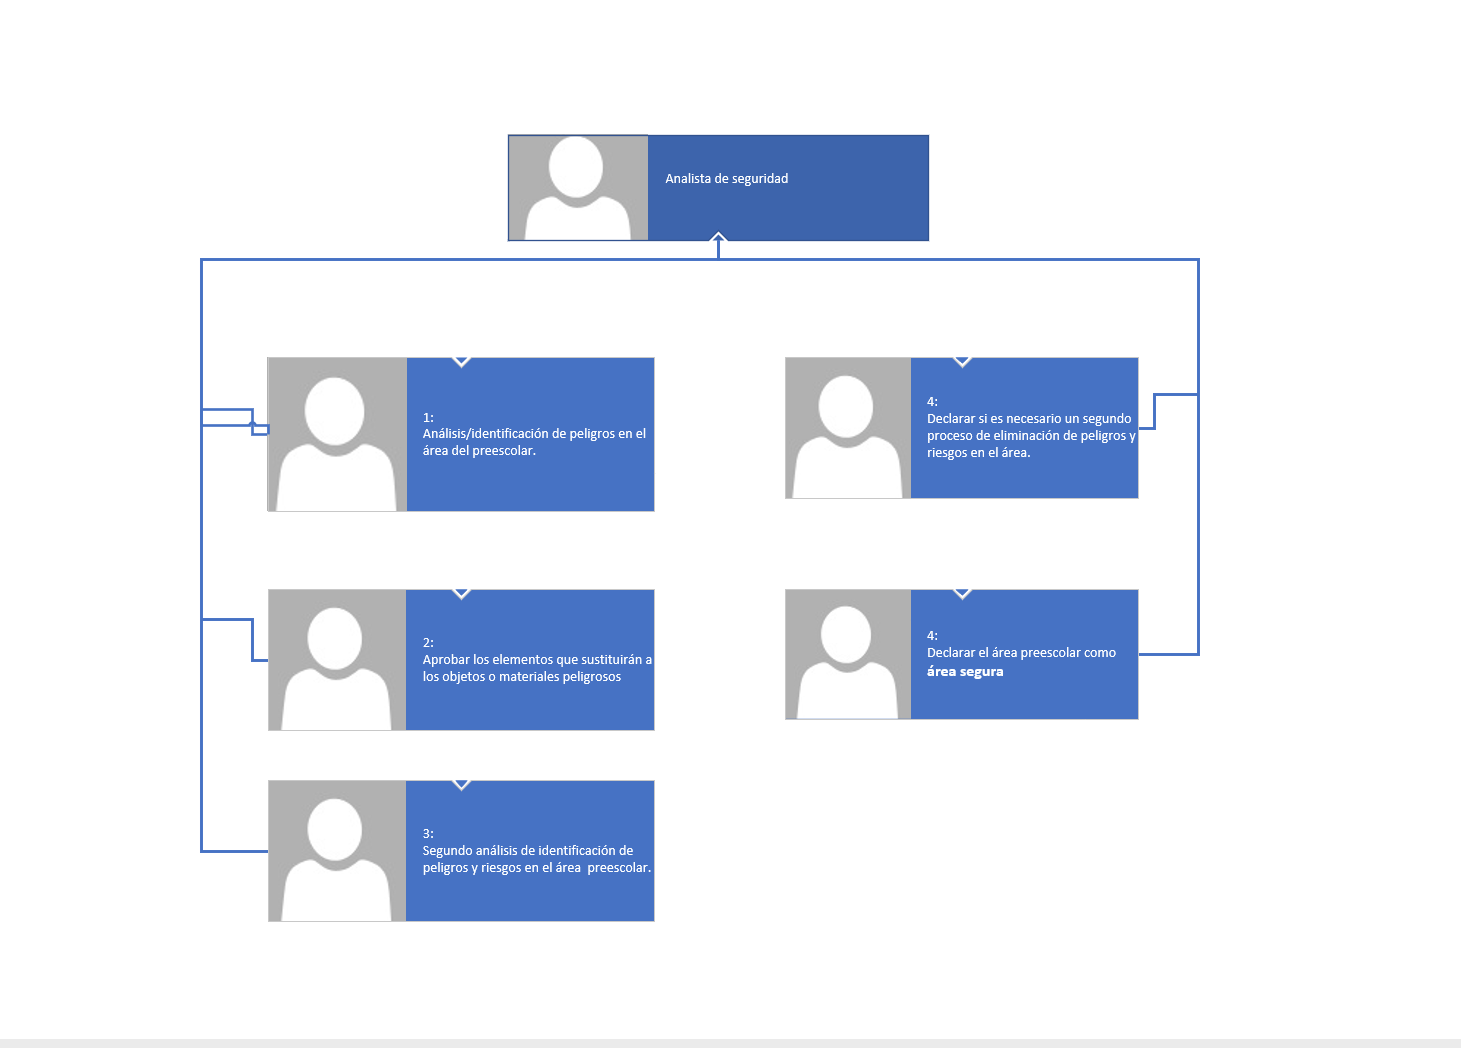 Analista de seguridad
1:
Análisis/identificación de peligros en el
área del preescolar.
2:
Aprobar los elementos que sustituirán a
los objetos o materiales peligrosos
3:
Segundo análisis de identificación de
peligros y riesgos en el área  preescolar.
4:
Declarar si es necesario un segundo
proceso de eliminación de peligros y
riesgos en el área.
4:
Declarar el área preescolar como
área segura